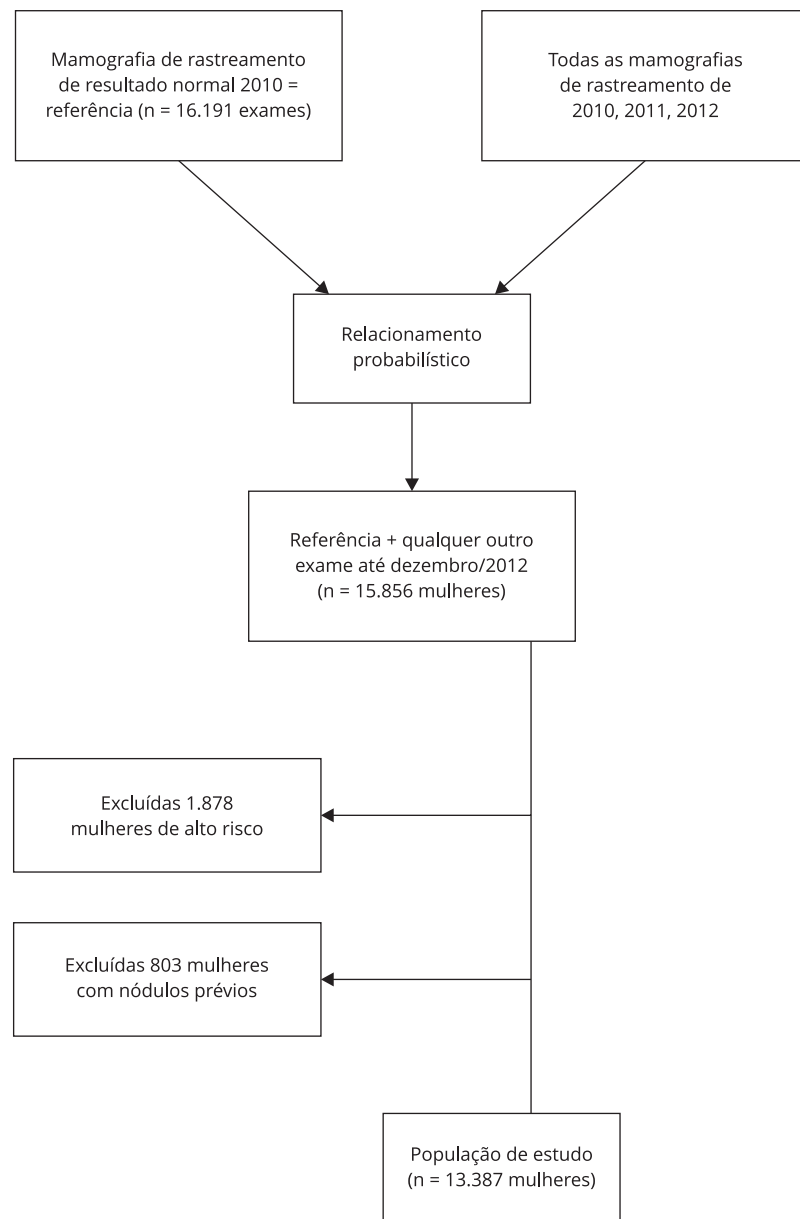 Mamografia de rastreamento
de resultado normal 2010 =
referência (n = 16.191 exames)
Todas as mamografias
de rastreamento de
2010, 2011, 2012
Relacionamento
probabilístico
Referência + qualquer outro
exame até dezembro/2012
(n = 15.856 mulheres)
Excluídas 1.878
mulheres de alto risco
Excluídas 803 mulheres
com nódulos prévios
População de estudo
(n = 13.387 mulheres)